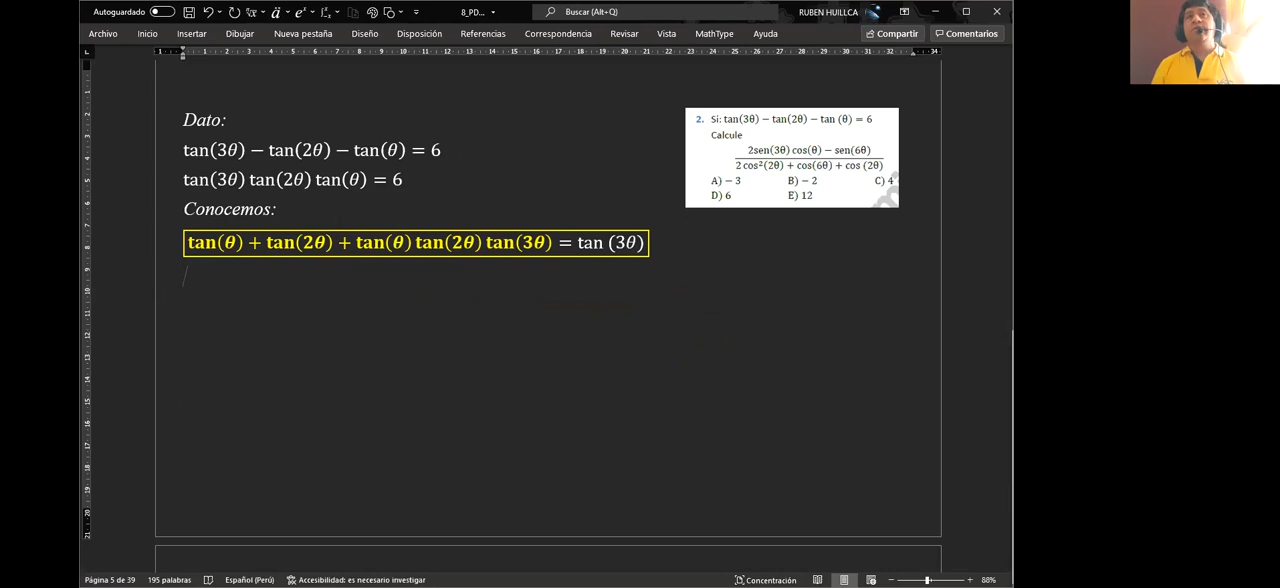 Autoguardado 8_PD... Buscar (Alt+Q) RUBEN HUILLCA
Archivo Inicio Insertar Dibujar Nueva pestaña Diseño Disposición Referencias Correspondencia Revisar Vista MathType Ayuda Compartir Comentarios
Dato:
tan(3θ) − tan(2θ) − tan(θ) = 6
tan(3θ) tan(2θ) tan(θ) = 6
Conocemos:
tan(θ) + tan(2θ) + tan(θ) tan(2θ) tan(3θ) = tan (3θ)
2. Si: tan(3θ) − tan(2θ) − tan (θ) = 6
Calcule
2sen(3θ) cos(θ) − sen(6θ)
2 cos²(2θ) + cos(6θ) + cos (2θ)
A) − 3 B) − 2 C) 4
D) 6 E) 12
Página 5 de 39 195 palabras Español (Perú) Accesibilidad: es necesario investigar Concentración 88%